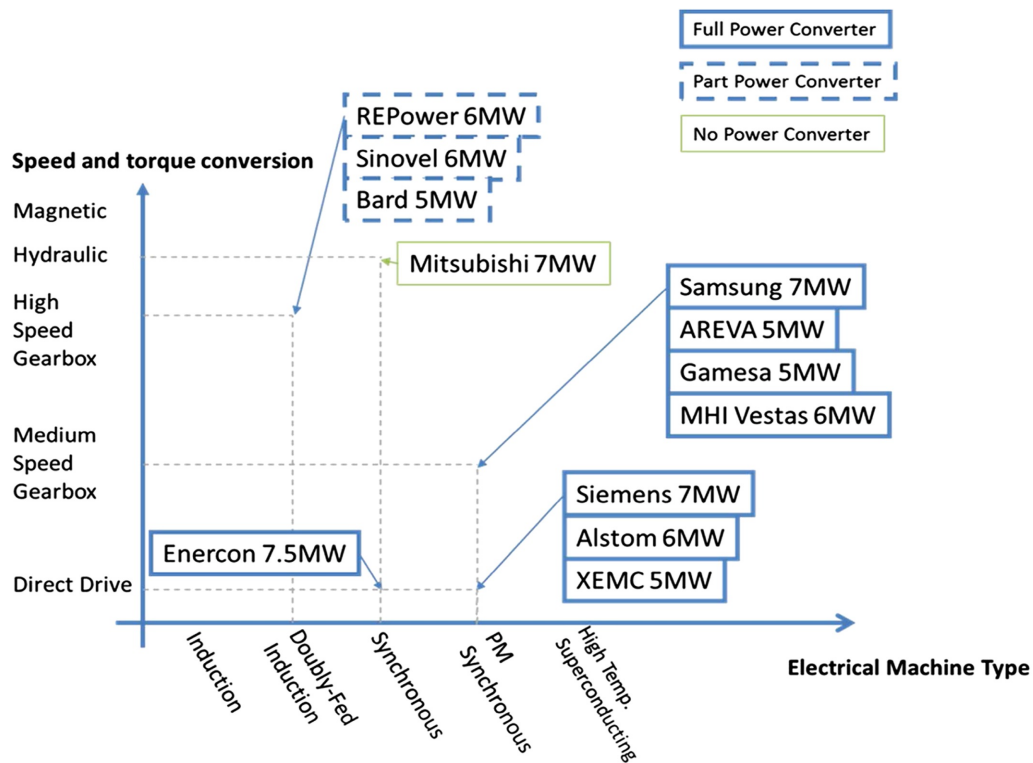 Full Power Converter
Part Power Converter
No Power Converter
REPower 6MW
Sinovel 6MW
Bard 5MW
Speed and torque conversion
Magnetic
Hydraulic
Mitsubishi 7MW
High
Speed
Gearbox
Samsung 7MW
AREVA 5MW
Gamesa 5MW
MHI Vestas 6MW
Medium
Speed
Gearbox
Siemens 7MW
Alstom 6MW
XEMC 5MW
Enercon 7.5MW
Direct Drive
Induction
Doubly-Fed
Induction
Synchronous
PM
Synchronous
High Temp.
Superconducting
Electrical Machine Type